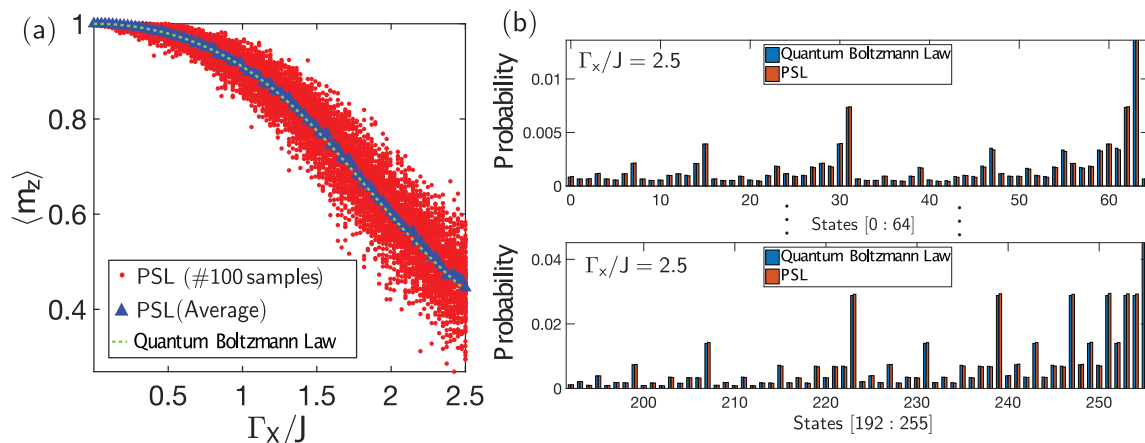 (a)
1
0.8
0.6
0.4
⟨m_z⟩
PSL (#100 samples)
PSL(Average)
Quantum Boltzmann Law
0.5 1 1.5 2 2.5
Γ_X/J
(b)
Probability
0.01
0.005
0
Γ_x/J = 2.5
Quantum Boltzmann Law
PSL
0 10 20 30 40 50 60
States [0 : 64]
Probability
0.04
0.02
0
Γ_x/J = 2.5
Quantum Boltzmann Law
PSL
200 210 220 230 240 250
States [192 : 255]